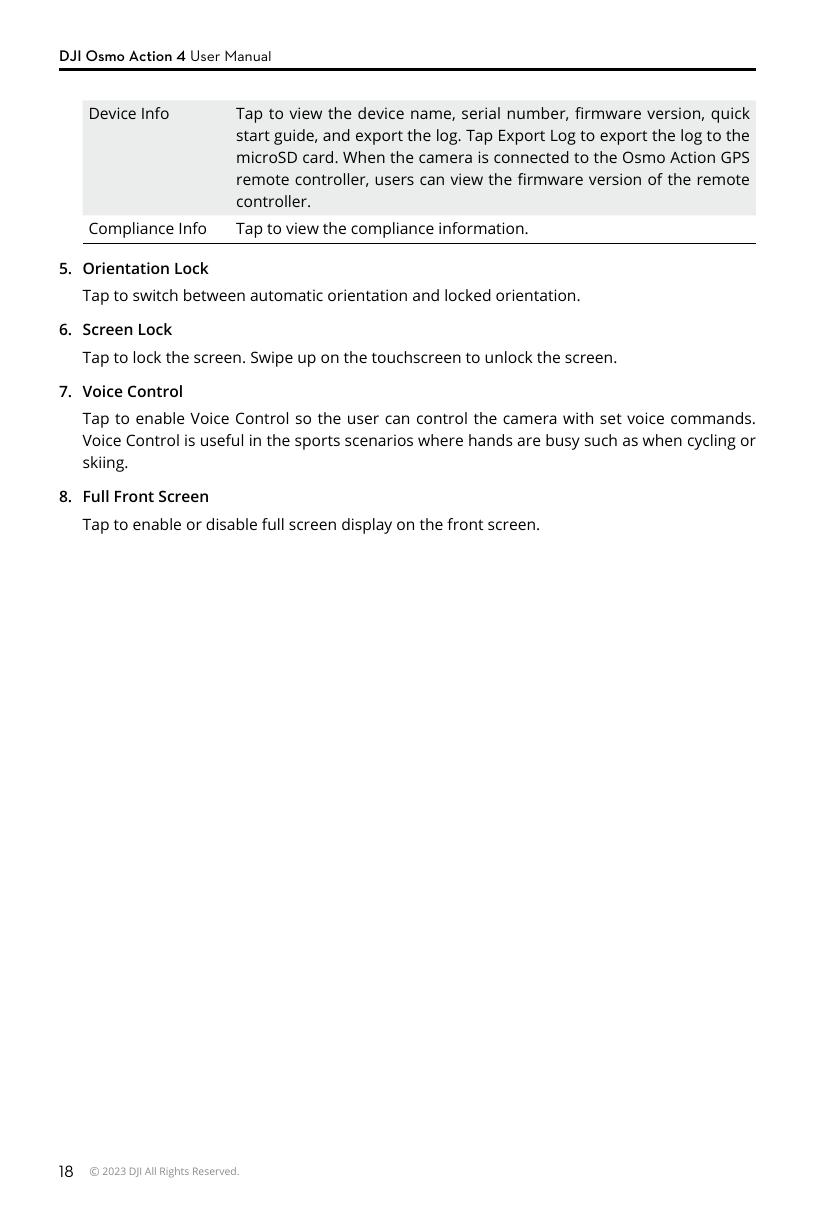 DJI Osmo Action 4 User Manual
Device Info
Tap to view the device name, serial number, firmware version, quick
start guide, and export the log. Tap Export Log to export the log to the
microSD card. When the camera is connected to the Osmo Action GPS
remote controller, users can view the firmware version of the remote
controller.
Compliance Info
Tap to view the compliance information.
5. Orientation Lock
Tap to switch between automatic orientation and locked orientation.
6. Screen Lock
Tap to lock the screen. Swipe up on the touchscreen to unlock the screen.
7. Voice Control
Tap to enable Voice Control so the user can control the camera with set voice commands.
Voice Control is useful in the sports scenarios where hands are busy such as when cycling or
skiing.
8. Full Front Screen
Tap to enable or disable full screen display on the front screen.
18 © 2023 DJI All Rights Reserved.